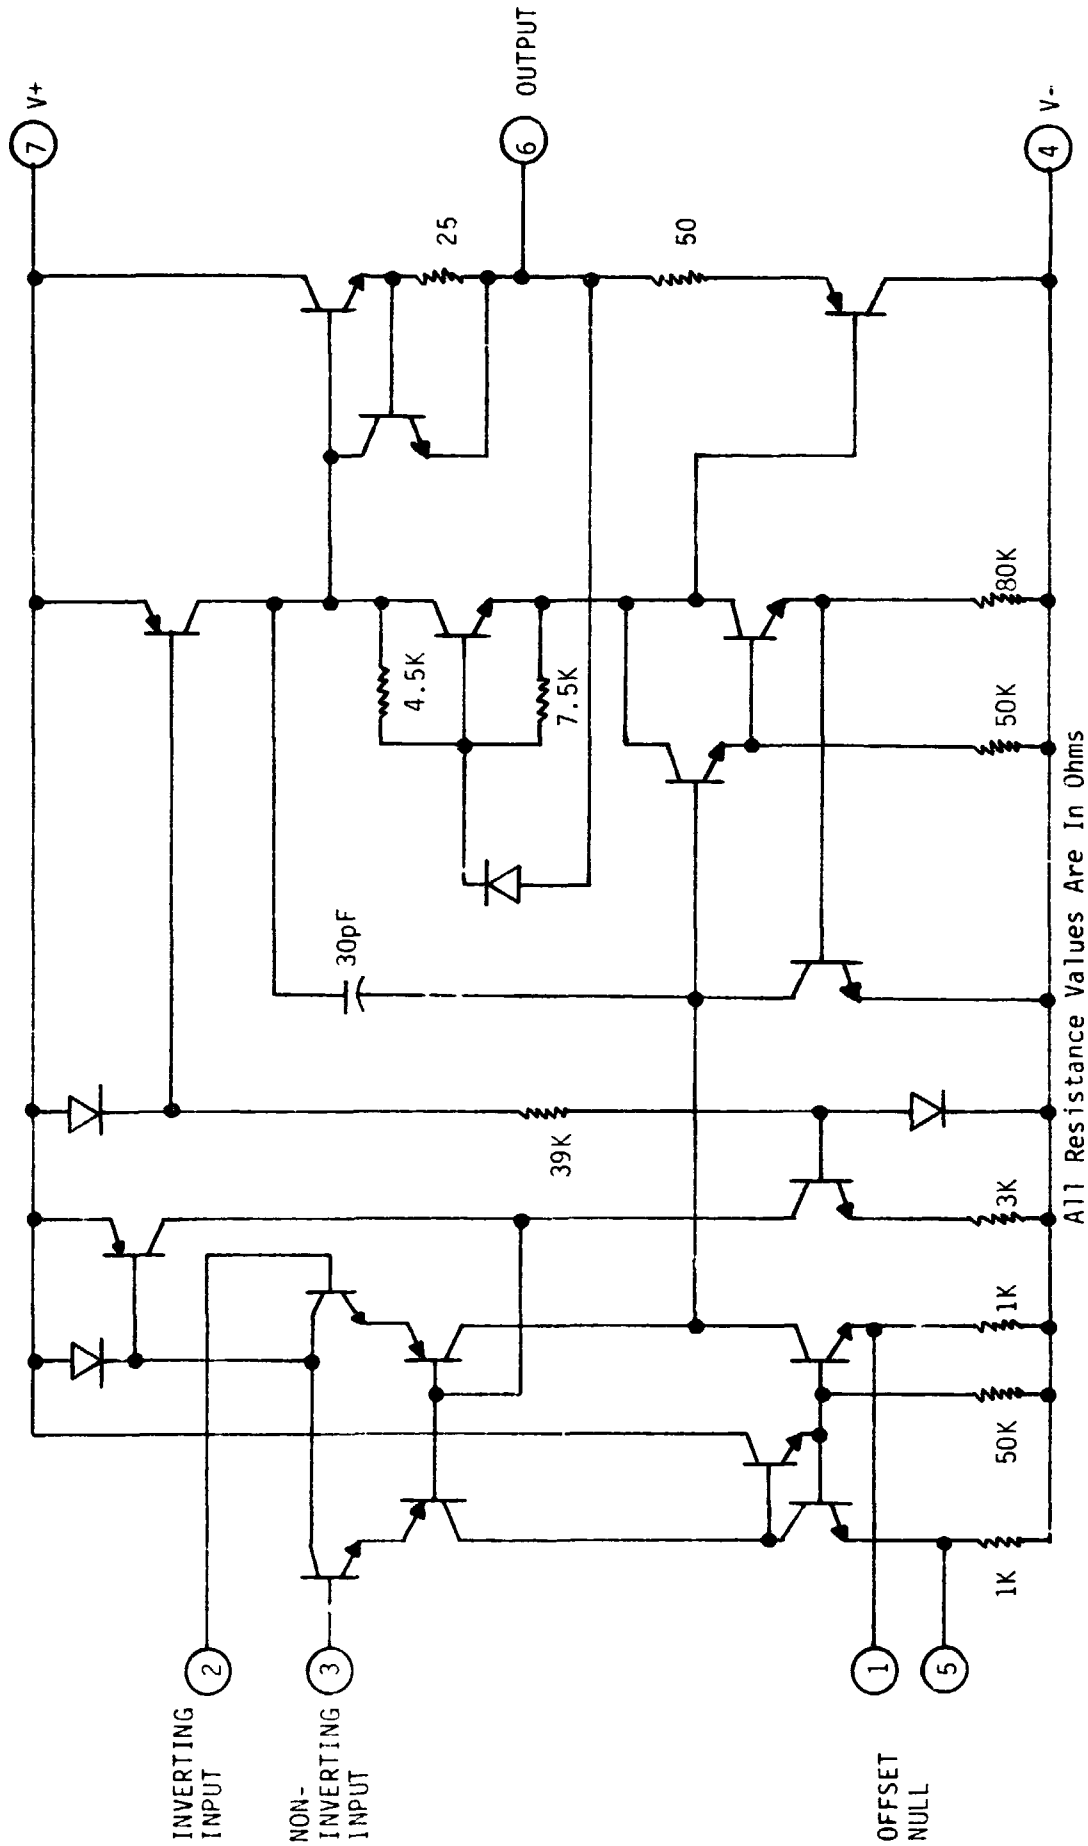 7 V+
INVERTING
INPUT
2
NON-
INVERTING
INPUT
3
30pF
4.5K
7.5K
25
6 OUTPUT
50
39K
OFFSET
NULL
1
5
1K
50K
1K
3K
50K
80K
4 V-
All Resistance Values Are In Ohms